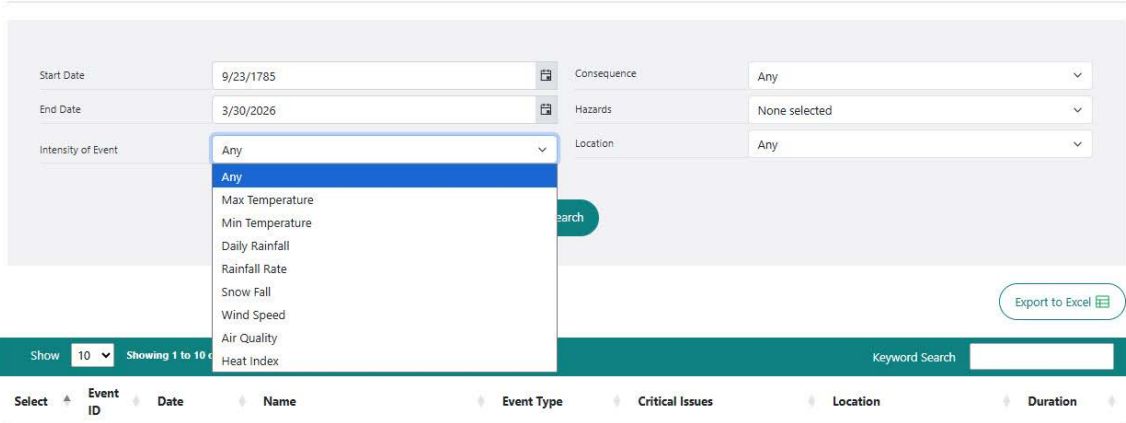 Start Date 9/23/1785 Consequence Any
End Date 3/30/2026 Hazards None selected
Intensity of Event Any Location Any
Any
Max Temperature
Min Temperature
Daily Rainfall
Rainfall Rate
Snow Fall
Wind Speed
Air Quality
Heat Index
Export to Excel
Show 10 Showing 1 to 10 Keyword Search
Select Event ID Date Name Event Type Critical Issues Location Duration